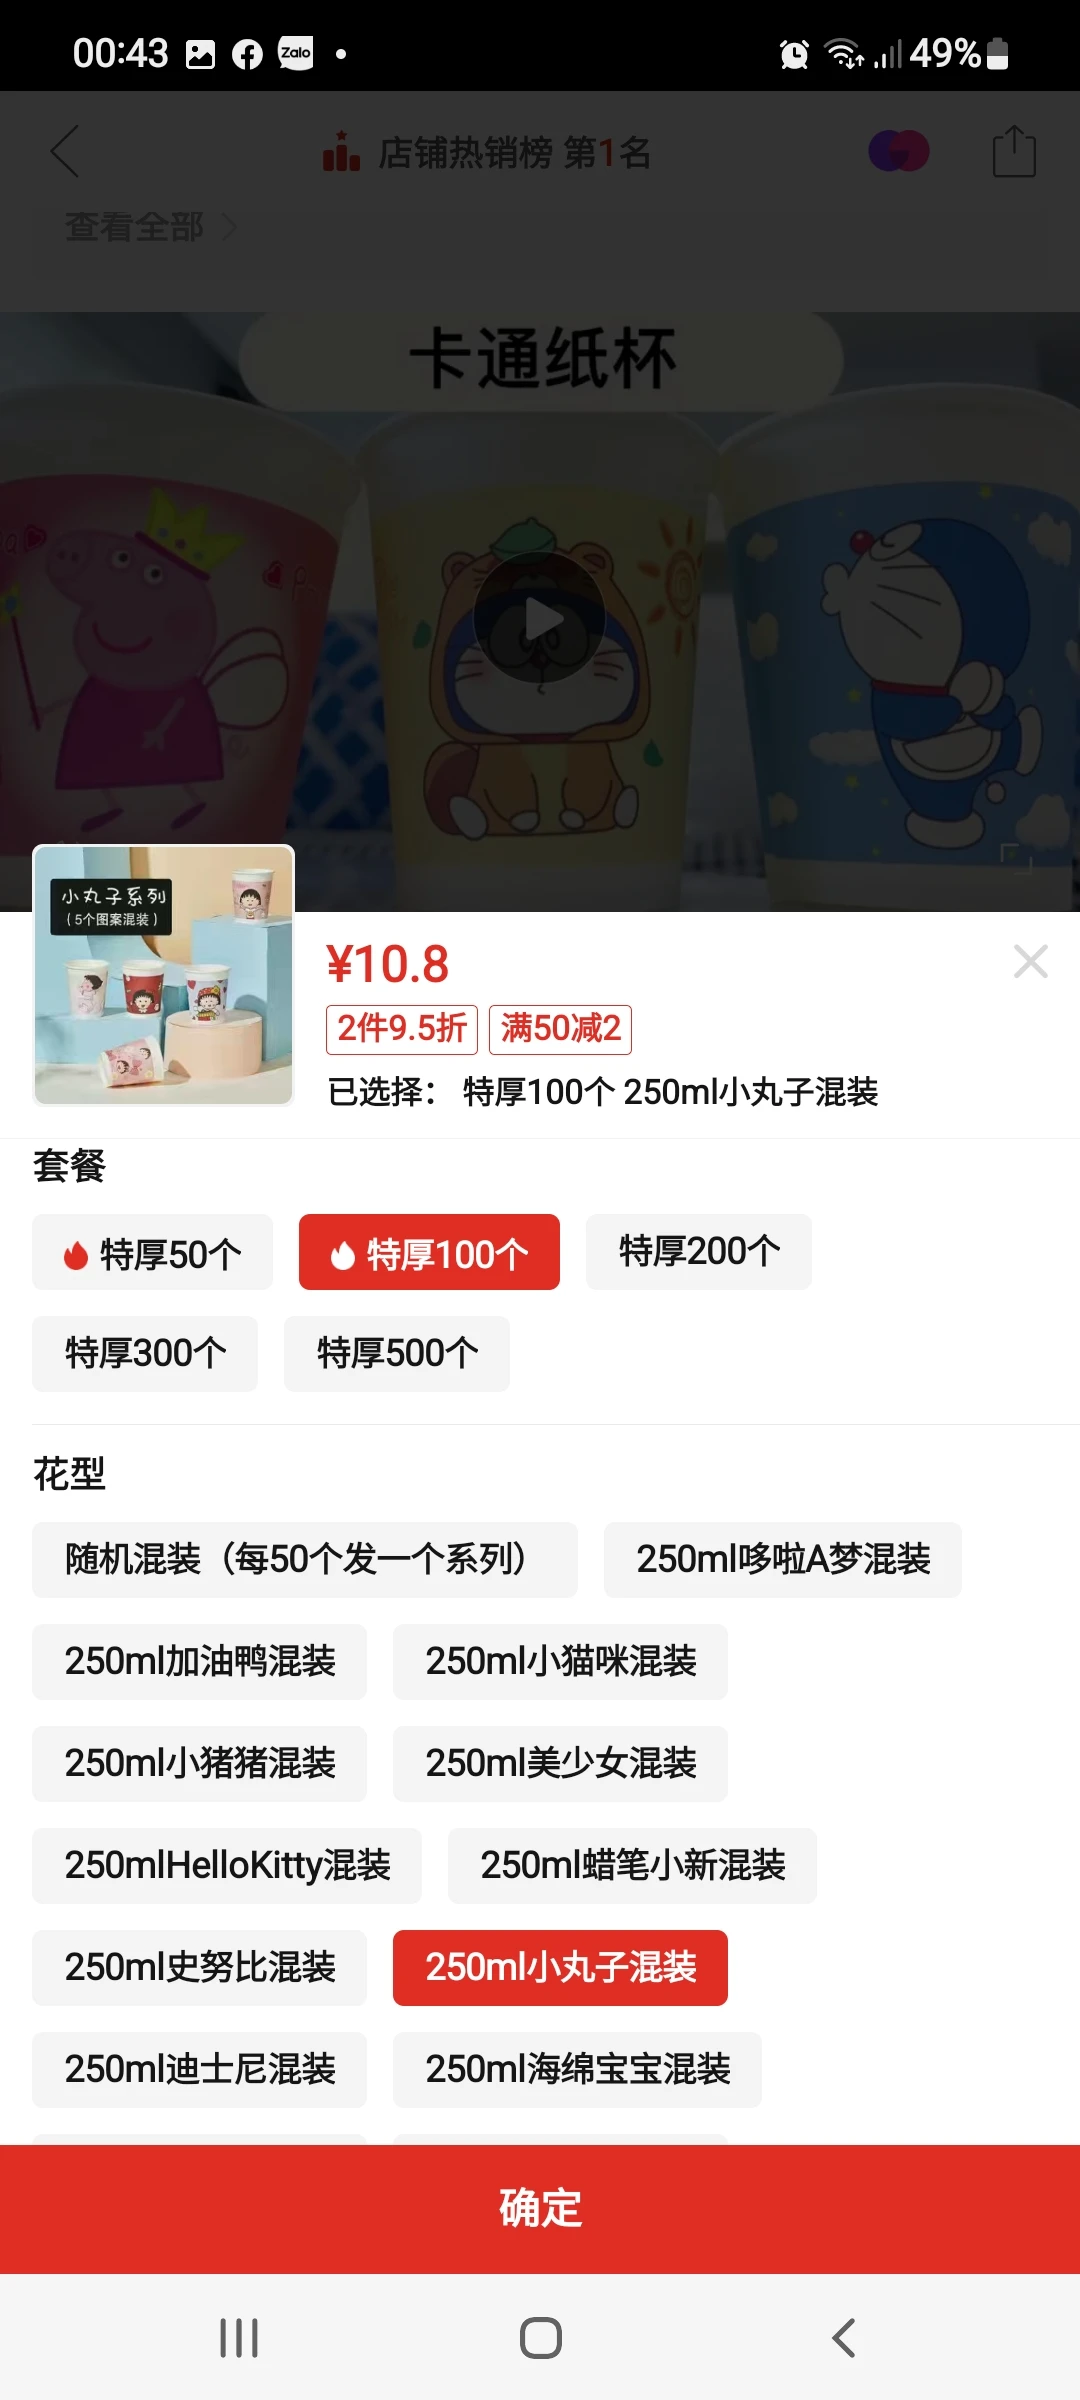 00:43
Zalo
49%
店铺热销榜 第1名
查看全部
卡通纸杯
小丸子系列
(5个图案混装)
¥10.8
2件9.5折 满50减2
已选择： 特厚100个 250ml小丸子混装
套餐
特厚50个 特厚100个 特厚200个
特厚300个 特厚500个
花型
随机混装（每50个发一个系列） 250ml哆啦A梦混装
250ml加油鸭混装 250ml小猫咪混装
250ml小猪猪混装 250ml美少女混装
250mlHelloKitty混装 250ml蜡笔小新混装
250ml史努比混装 250ml小丸子混装
250ml迪士尼混装 250ml海绵宝宝混装
确定